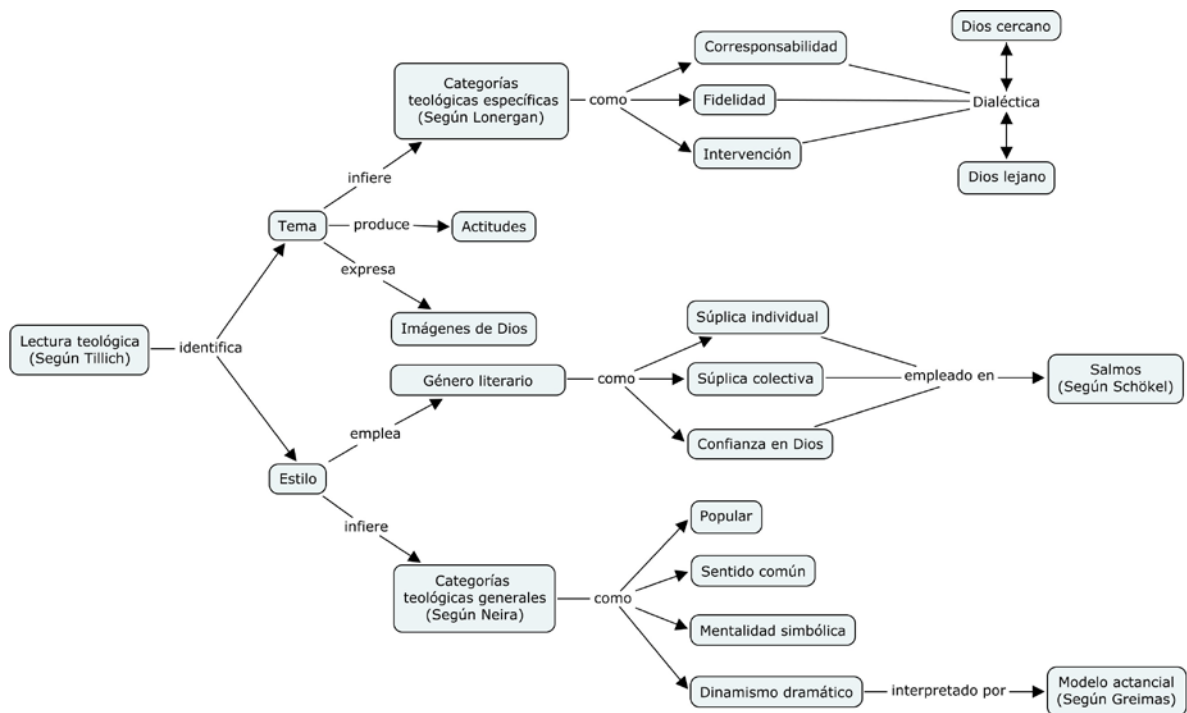 Dios cercano
Corresponsabilidad
Categorías
teológicas específicas
(Según Lonergan)
como
Fidelidad
Dialéctica
Intervención
Dios lejano
infiere
Tema
produce
Actitudes
expresa
Imágenes de Dios
Lectura teológica
(Según Tillich)
identifica
Súplica individual
Género literario
como
Súplica colectiva
empleado en
Salmos
(Según Schökel)
emplea
Confianza en Dios
Estilo
infiere
Popular
Categorías
teológicas generales
(Según Neira)
como
Sentido común
Mentalidad simbólica
Dinamismo dramático
interpretado por
Modelo actancial
(Según Greimas)